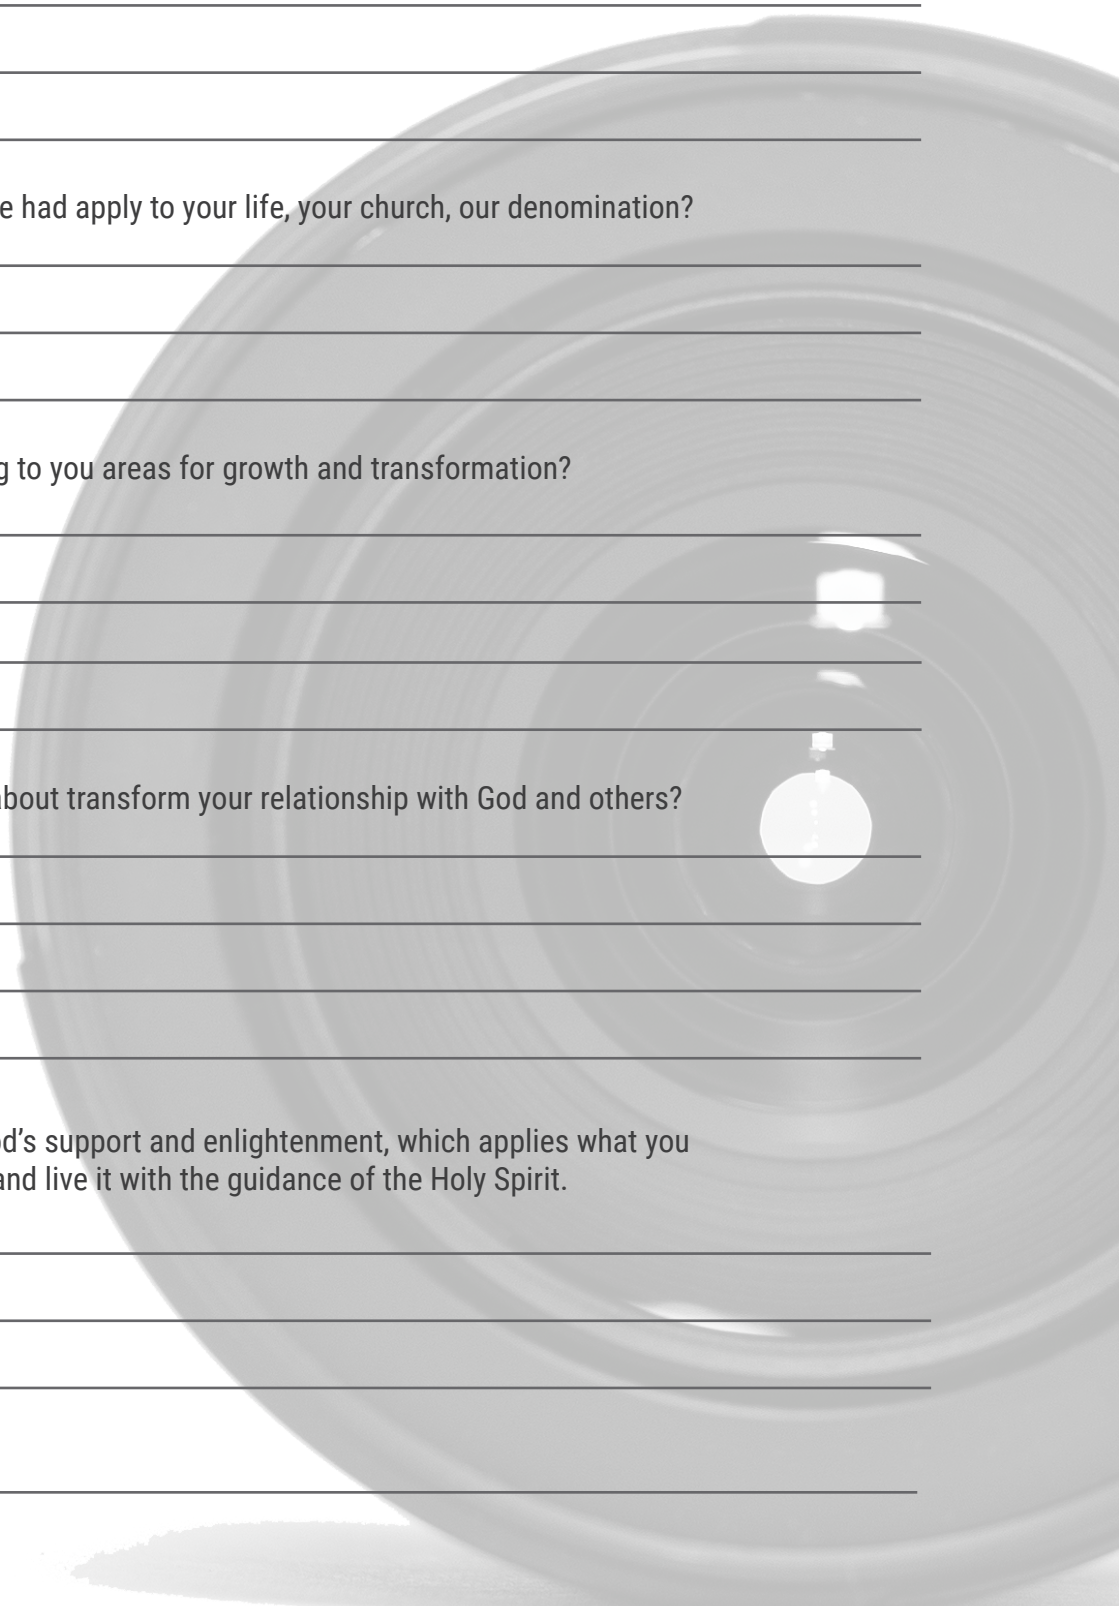 had apply to your life, your church, our denomination?
to you areas for growth and transformation?
about transform your relationship with God and others?
support and enlightenment, which applies what you
and live it with the guidance of the Holy Spirit.